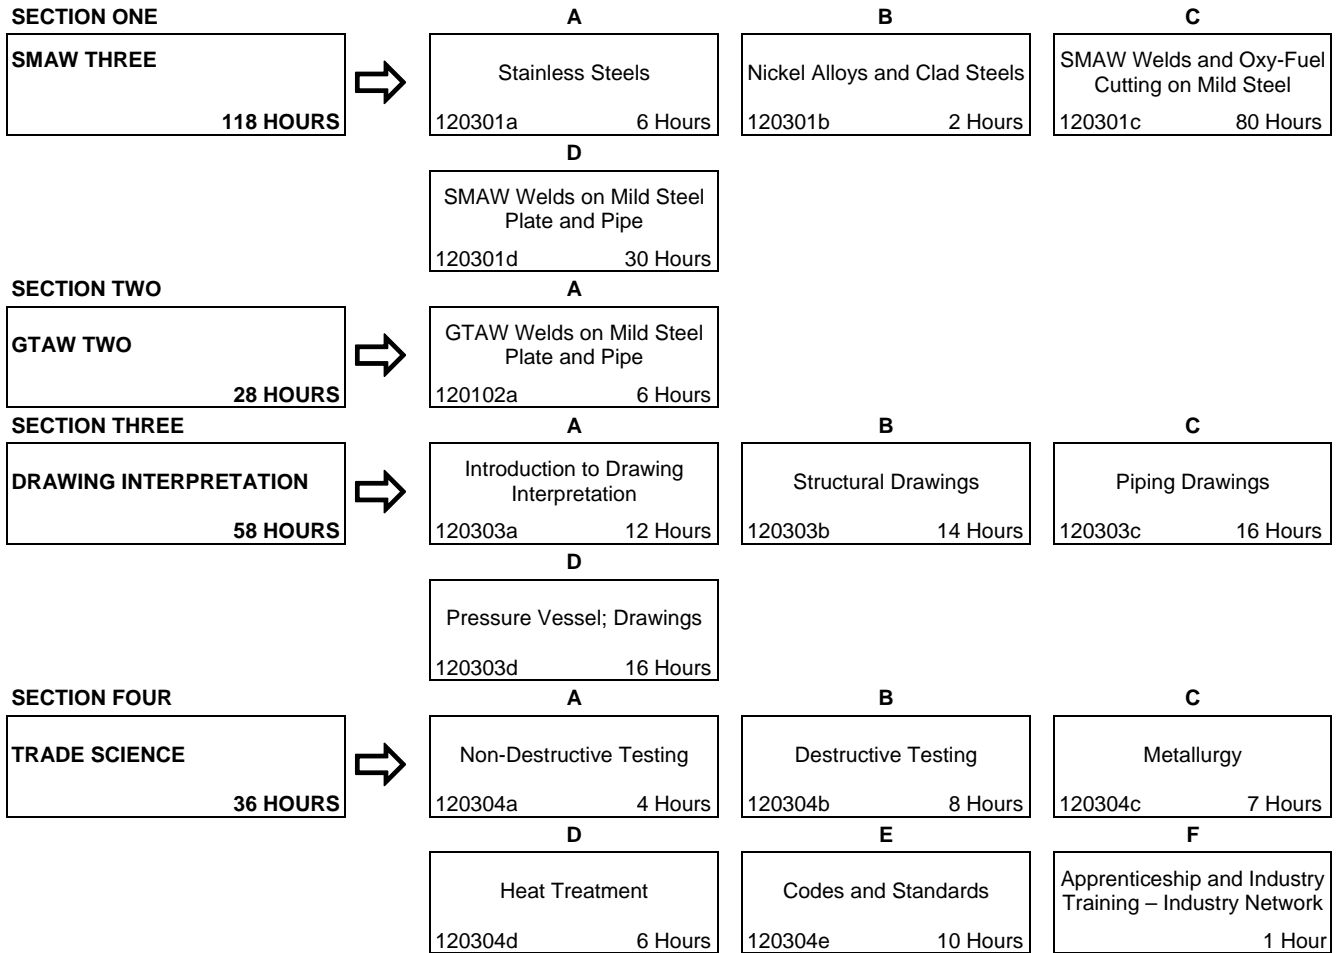 SECTION ONE
A
B
C
SMAW THREE
118 HOURS
Stainless Steels
120301a 6 Hours
Nickel Alloys and Clad Steels
120301b 2 Hours
SMAW Welds and Oxy-Fuel
Cutting on Mild Steel
120301c 80 Hours
D
SMAW Welds on Mild Steel
Plate and Pipe
120301d 30 Hours
SECTION TWO
A
GTAW TWO
28 HOURS
GTAW Welds on Mild Steel
Plate and Pipe
120102a 6 Hours
SECTION THREE
A
B
C
DRAWING INTERPRETATION
58 HOURS
Introduction to Drawing
Interpretation
120303a 12 Hours
Structural Drawings
120303b 14 Hours
Piping Drawings
120303c 16 Hours
D
Pressure Vessel; Drawings
120303d 16 Hours
SECTION FOUR
A
B
C
TRADE SCIENCE
36 HOURS
Non-Destructive Testing
120304a 4 Hours
Destructive Testing
120304b 8 Hours
Metallurgy
120304c 7 Hours
D
E
F
Heat Treatment
120304d 6 Hours
Codes and Standards
120304e 10 Hours
Apprenticeship and Industry
Training – Industry Network
1 Hour